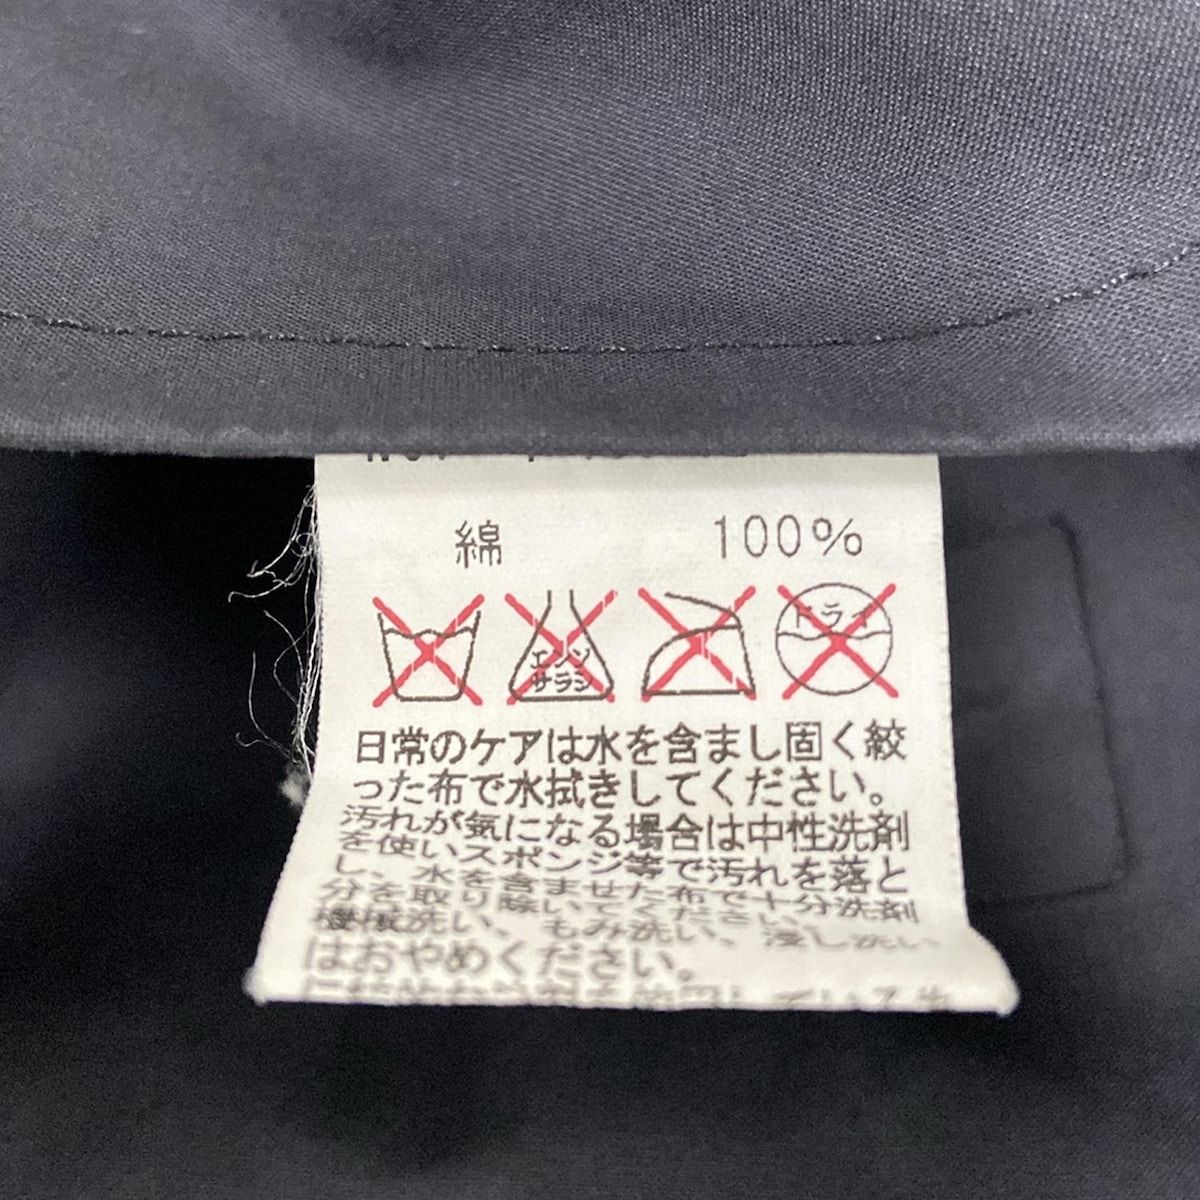 綿 100%
エンソ サラシ ドライ
日常のケアは水を含まし固く絞
った布で水拭きしてください。
汚れが気になる場合は中性洗剤
を使いスポンジ等で汚れを落と
し、水を含ませた布で十分洗剤
分を取り除いてください。
機械洗い、もみ洗い、浸し洗い
はおやめください。